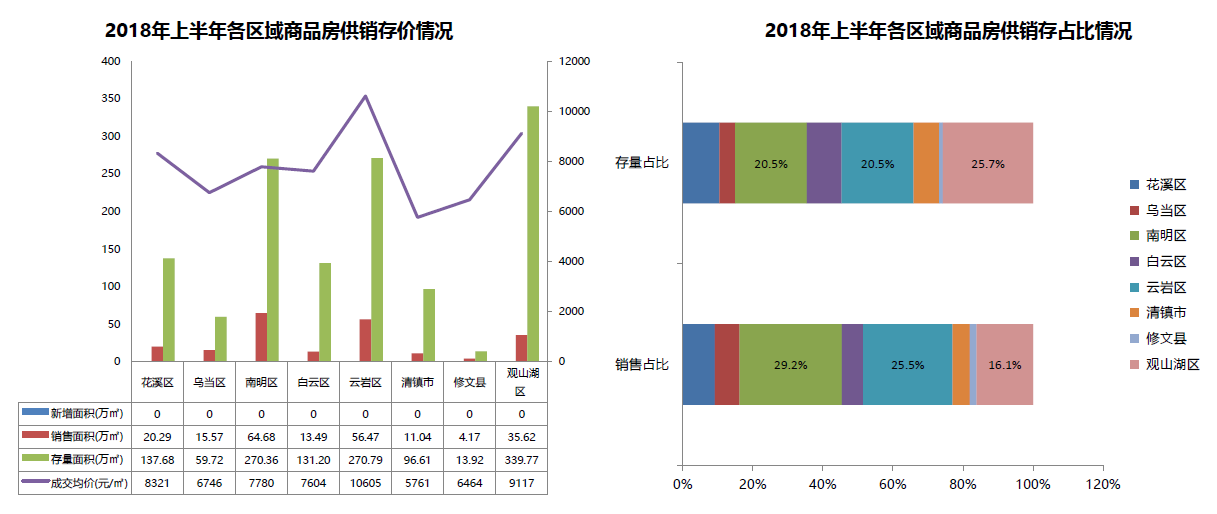 2018年上半年各区域商品房供销存价情况
400
350
300
250
200
150
100
50
0
12000
10000
8000
6000
4000
2000
0
花溪区 乌当区 南明区 白云区 云岩区 清镇市 修文县 观山湖
区
新增面积(万㎡) 0 0 0 0 0 0 0 0
销售面积(万㎡) 20.29 15.57 64.68 13.49 56.47 11.04 4.17 35.62
存量面积(万㎡) 137.68 59.72 270.36 131.20 270.79 96.61 13.92 339.77
成交均价(元/㎡) 8321 6746 7780 7604 10605 5761 6464 9117
2018年上半年各区域商品房供销存占比情况
存量占比 20.5% 20.5% 25.7%
销售占比 29.2% 25.5% 16.1%
0% 20% 40% 60% 80% 100% 120%
花溪区
乌当区
南明区
白云区
云岩区
清镇市
修文县
观山湖区